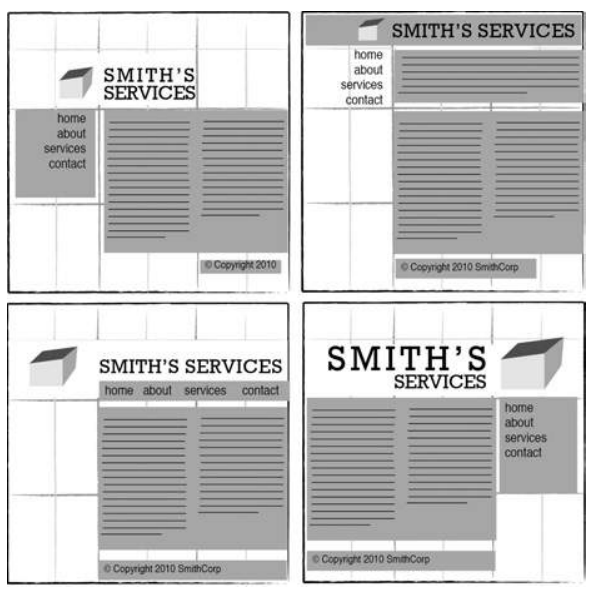 SMITH'S
SERVICES
home
about
services
contact
© Copyright 2010
SMITH'S SERVICES
home
about
services
contact
© Copyright 2010 SmithCorp
SMITH'S SERVICES
home about services contact
© Copyright 2010 SmithCorp
SMITH'S
SERVICES
home
about
services
contact
© Copyright 2010 SmithCorp